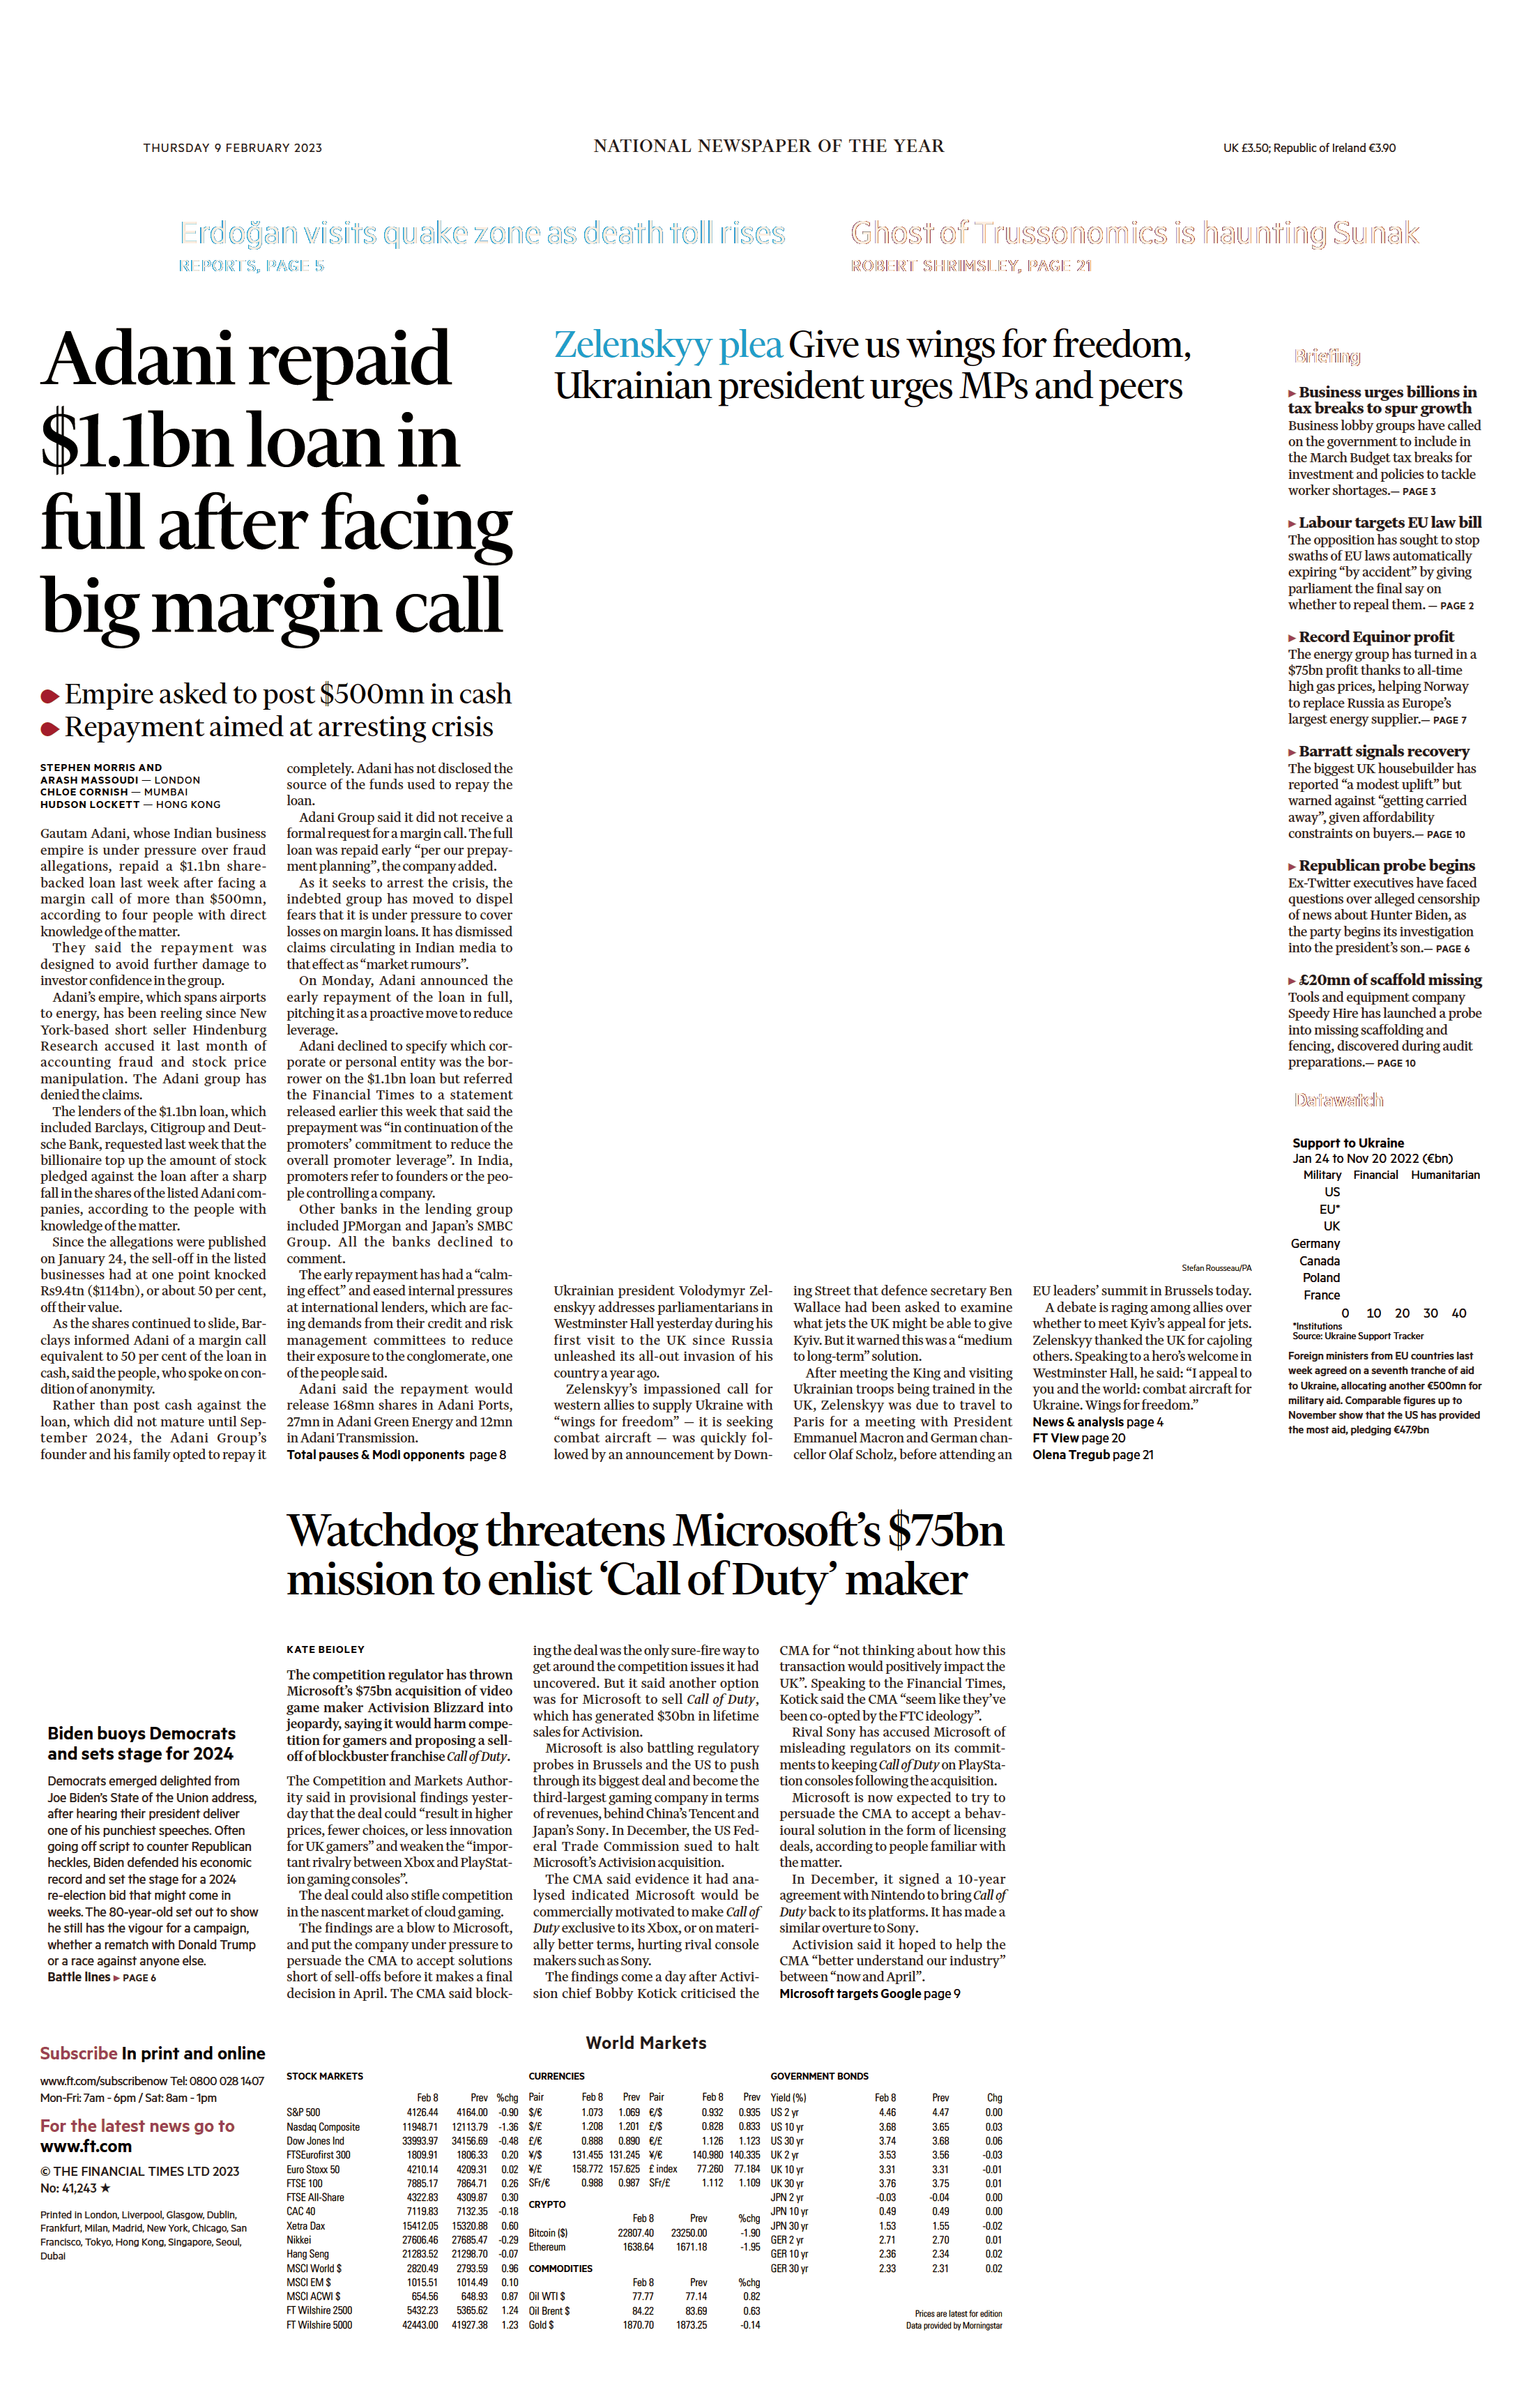 THURSDAY 9 FEBRUARY 2023
NATIONAL NEWSPAPER OF THE YEAR
UK £3.50; Republic of Ireland €3.90
Erdoğan visits quake zone as death toll rises
REPORTS, PAGE 5
Ghost of Trussonomics is haunting Sunak
ROBERT SHRIMSLEY, PAGE 21
Adani repaid
$1.1bn loan in
full after facing
big margin call
Empire asked to post $500mn in cash
Repayment aimed at arresting crisis
STEPHEN MORRIS AND
ARASH MASSOUDI — LONDON
CHLOE CORNISH — MUMBAI
HUDSON LOCKETT — HONG KONG
Gautam Adani, whose Indian business
empire is under pressure over fraud
allegations, repaid a $1.1bn share-
backed loan last week after facing a
margin call of more than $500mn,
according to four people with direct
knowledge of the matter.
They said the repayment was
designed to avoid further damage to
investor confidence in the group.
Adani's empire, which spans airports
to energy, has been reeling since New
York-based short seller Hindenburg
Research accused it last month of
accounting fraud and stock price
manipulation. The Adani group has
denied the claims.
The lenders of the $1.1bn loan, which
included Barclays, Citigroup and Deut-
sche Bank, requested last week that the
billionaire top up the amount of stock
pledged against the loan after a sharp
fall in the shares of the listed Adani com-
panies, according to the people with
knowledge of the matter.
Since the allegations were published
on January 24, the sell-off in the listed
businesses had at one point knocked
Rs9.4tn ($114bn), or about 50 per cent,
off their value.
As the shares continued to slide, Bar-
clays informed Adani of a margin call
equivalent to 50 per cent of the loan in
cash, said the people, who spoke on con-
dition of anonymity.
Rather than post cash against the
loan, which did not mature until Sep-
tember 2024, the Adani Group's
founder and his family opted to repay it
completely. Adani has not disclosed the
source of the funds used to repay the
loan.
Adani Group said it did not receive a
formal request for a margin call. The full
loan was repaid early “per our prepay-
ment planning”, the company added.
As it seeks to arrest the crisis, the
indebted group has moved to dispel
fears that it is under pressure to cover
losses on margin loans. It has dismissed
claims circulating in Indian media to
that effect as “market rumours”.
On Monday, Adani announced the
early repayment of the loan in full,
pitching it as a proactive move to reduce
leverage.
Adani declined to specify which cor-
porate or personal entity was the bor-
rower on the $1.1bn loan but referred
the Financial Times to a statement
released earlier this week that said the
prepayment was “in continuation of the
promoters' commitment to reduce the
overall promoter leverage”. In India,
promoters refer to founders or the peo-
ple controlling a company.
Other banks in the lending group
included JPMorgan and Japan's SMBC
Group. All the banks declined to
comment.
The early repayment has had a “calm-
ing effect” and eased internal pressures
at international lenders, which are fac-
ing demands from their credit and risk
management committees to reduce
their exposure to the conglomerate, one
of the people said.
Adani said the repayment would
release 168mn shares in Adani Ports,
27mn in Adani Green Energy and 12mn
in Adani Transmission.
Total pauses & Modi opponents page 8
Zelenskyy plea Give us wings for freedom,
Ukrainian president urges MPs and peers
Stefan Rousseau/PA
Ukrainian president Volodymyr Zel-
enskyy addresses parliamentarians in
Westminster Hall yesterday during his
first visit to the UK since Russia
unleashed its all-out invasion of his
country a year ago.
Zelenskyy's impassioned call for
western allies to supply Ukraine with
“wings for freedom” — it is seeking
combat aircraft — was quickly fol-
lowed by an announcement by Down-
ing Street that defence secretary Ben
Wallace had been asked to examine
what jets the UK might be able to give
Kyiv. But it warned this was a “medium
to long-term” solution.
After meeting the King and visiting
Ukrainian troops being trained in the
UK, Zelenskyy was due to travel to
Paris for a meeting with President
Emmanuel Macron and German chan-
cellor Olaf Scholz, before attending an
EU leaders' summit in Brussels today.
A debate is raging among allies over
whether to meet Kyiv's appeal for jets.
Zelenskyy thanked the UK for cajoling
others. Speaking to a hero's welcome in
Westminster Hall, he said: “I appeal to
you and the world: combat aircraft for
Ukraine. Wings for freedom.”
News & analysis page 4
FT View page 20
Olena Tregub page 21
Briefing
▸ Business urges billions in
tax breaks to spur growth
Business lobby groups have called
on the government to include in
the March Budget tax breaks for
investment and policies to tackle
worker shortages.— PAGE 3
▸ Labour targets EU law bill
The opposition has sought to stop
swaths of EU laws automatically
expiring “by accident” by giving
parliament the final say on
whether to repeal them. — PAGE 2
▸ Record Equinor profit
The energy group has turned in a
$75bn profit thanks to all-time
high gas prices, helping Norway
to replace Russia as Europe's
largest energy supplier.— PAGE 7
▸ Barratt signals recovery
The biggest UK housebuilder has
reported “a modest uplift” but
warned against “getting carried
away”, given affordability
constraints on buyers.— PAGE 10
▸ Republican probe begins
Ex-Twitter executives have faced
questions over alleged censorship
of news about Hunter Biden, as
the party begins its investigation
into the president's son.— PAGE 6
▸ £20mn of scaffold missing
Tools and equipment company
Speedy Hire has launched a probe
into missing scaffolding and
fencing, discovered during audit
preparations.— PAGE 10
Datawatch
Support to Ukraine
Jan 24 to Nov 20 2022 (€bn)
Military Financial Humanitarian
US
EU*
UK
Germany
Canada
Poland
France
0 10 20 30 40
*Institutions
Source: Ukraine Support Tracker
Foreign ministers from EU countries last
week agreed on a seventh tranche of aid
to Ukraine, allocating another €500mn for
military aid. Comparable figures up to
November show that the US has provided
the most aid, pledging €47.9bn
Biden buoys Democrats
and sets stage for 2024
Democrats emerged delighted from
Joe Biden's State of the Union address,
after hearing their president deliver
one of his punchiest speeches. Often
going off script to counter Republican
heckles, Biden defended his economic
record and set the stage for a 2024
re-election bid that might come in
weeks. The 80-year-old set out to show
he still has the vigour for a campaign,
whether a rematch with Donald Trump
or a race against anyone else.
Battle lines ▸ PAGE 6
Watchdog threatens Microsoft's $75bn
mission to enlist ‘Call of Duty’ maker
KATE BEIOLEY
The competition regulator has thrown
Microsoft's $75bn acquisition of video
game maker Activision Blizzard into
jeopardy, saying it would harm compe-
tition for gamers and proposing a sell-
off of blockbuster franchise Call of Duty.
The Competition and Markets Author-
ity said in provisional findings yester-
day that the deal could “result in higher
prices, fewer choices, or less innovation
for UK gamers” and weaken the “impor-
tant rivalry between Xbox and PlayStat-
ion gaming consoles”.
The deal could also stifle competition
in the nascent market of cloud gaming.
The findings are a blow to Microsoft,
and put the company under pressure to
persuade the CMA to accept solutions
short of sell-offs before it makes a final
decision in April. The CMA said block-
ing the deal was the only sure-fire way to
get around the competition issues it had
uncovered. But it said another option
was for Microsoft to sell Call of Duty,
which has generated $30bn in lifetime
sales for Activision.
Microsoft is also battling regulatory
probes in Brussels and the US to push
through its biggest deal and become the
third-largest gaming company in terms
of revenues, behind China's Tencent and
Japan's Sony. In December, the US Fed-
eral Trade Commission sued to halt
Microsoft's Activision acquisition.
The CMA said evidence it had ana-
lysed indicated Microsoft would be
commercially motivated to make Call of
Duty exclusive to its Xbox, or on materi-
ally better terms, hurting rival console
makers such as Sony.
The findings come a day after Activi-
sion chief Bobby Kotick criticised the
CMA for “not thinking about how this
transaction would positively impact the
UK”. Speaking to the Financial Times,
Kotick said the CMA “seem like they've
been co-opted by the FTC ideology”.
Rival Sony has accused Microsoft of
misleading regulators on its commit-
ments to keeping Call of Duty on PlaySta-
tion consoles following the acquisition.
Microsoft is now expected to try to
persuade the CMA to accept a behav-
ioural solution in the form of licensing
deals, according to people familiar with
the matter.
In December, it signed a 10-year
agreement with Nintendo to bring Call of
Duty back to its platforms. It has made a
similar overture to Sony.
Activision said it hoped to help the
CMA “better understand our industry”
between “now and April”.
Microsoft targets Google page 9
Subscribe In print and online
www.ft.com/subscribenow Tel: 0800 028 1407
Mon-Fri: 7am - 6pm / Sat: 8am - 1pm
For the latest news go to
www.ft.com
© THE FINANCIAL TIMES LTD 2023
No: 41,243 ★
Printed in London, Liverpool, Glasgow, Dublin,
Frankfurt, Milan, Madrid, New York, Chicago, San
Francisco, Tokyo, Hong Kong, Singapore, Seoul,
Dubai
World Markets
STOCK MARKETS
Feb 8 Prev %chg
S&P 500 4126.44 4164.00 -0.90
Nasdaq Composite 11948.71 12113.79 -1.36
Dow Jones Ind 33993.97 34156.69 -0.48
FTSEurofirst 300 1809.91 1806.33 0.20
Euro Stoxx 50 4210.14 4209.31 0.02
FTSE 100 7885.17 7864.71 0.26
FTSE All-Share 4322.83 4309.87 0.30
CAC 40 7119.83 7132.35 -0.18
Xetra Dax 15412.05 15320.88 0.60
Nikkei 27606.46 27685.47 -0.29
Hang Seng 21283.52 21298.70 -0.07
MSCI World $ 2820.49 2793.59 0.96
MSCI EM $ 1015.51 1014.49 0.10
MSCI ACWI $ 654.56 648.93 0.87
FT Wilshire 2500 5432.23 5365.62 1.24
FT Wilshire 5000 42443.00 41927.38 1.23
CURRENCIES
Pair Feb 8 Prev Pair Feb 8 Prev
$/€ 1.073 1.069 €/$ 0.932 0.935
$/£ 1.208 1.201 £/$ 0.828 0.833
£/€ 0.888 0.890 €/£ 1.126 1.123
¥/$ 131.455 131.245 ¥/€ 140.980 140.335
¥/£ 158.772 157.625 £ index 77.260 77.184
SFr/€ 0.988 0.987 SFr/£ 1.112 1.109
CRYPTO
Feb 8 Prev %chg
Bitcoin ($) 22807.40 23250.00 -1.90
Ethereum 1638.64 1671.18 -1.95
COMMODITIES
Feb 8 Prev %chg
Oil WTI $ 77.77 77.14 0.82
Oil Brent $ 84.22 83.69 0.63
Gold $ 1870.70 1873.25 -0.14
GOVERNMENT BONDS
Yield (%) Feb 8 Prev Chg
US 2 yr 4.46 4.47 0.00
US 10 yr 3.68 3.65 0.03
US 30 yr 3.74 3.68 0.06
UK 2 yr 3.53 3.56 -0.03
UK 10 yr 3.31 3.31 -0.01
UK 30 yr 3.76 3.75 0.01
JPN 2 yr -0.03 -0.04 0.00
JPN 10 yr 0.49 0.49 0.00
JPN 30 yr 1.53 1.55 -0.02
GER 2 yr 2.71 2.70 0.01
GER 10 yr 2.36 2.34 0.02
GER 30 yr 2.33 2.31 0.02
Prices are latest for edition
Data provided by Morningstar